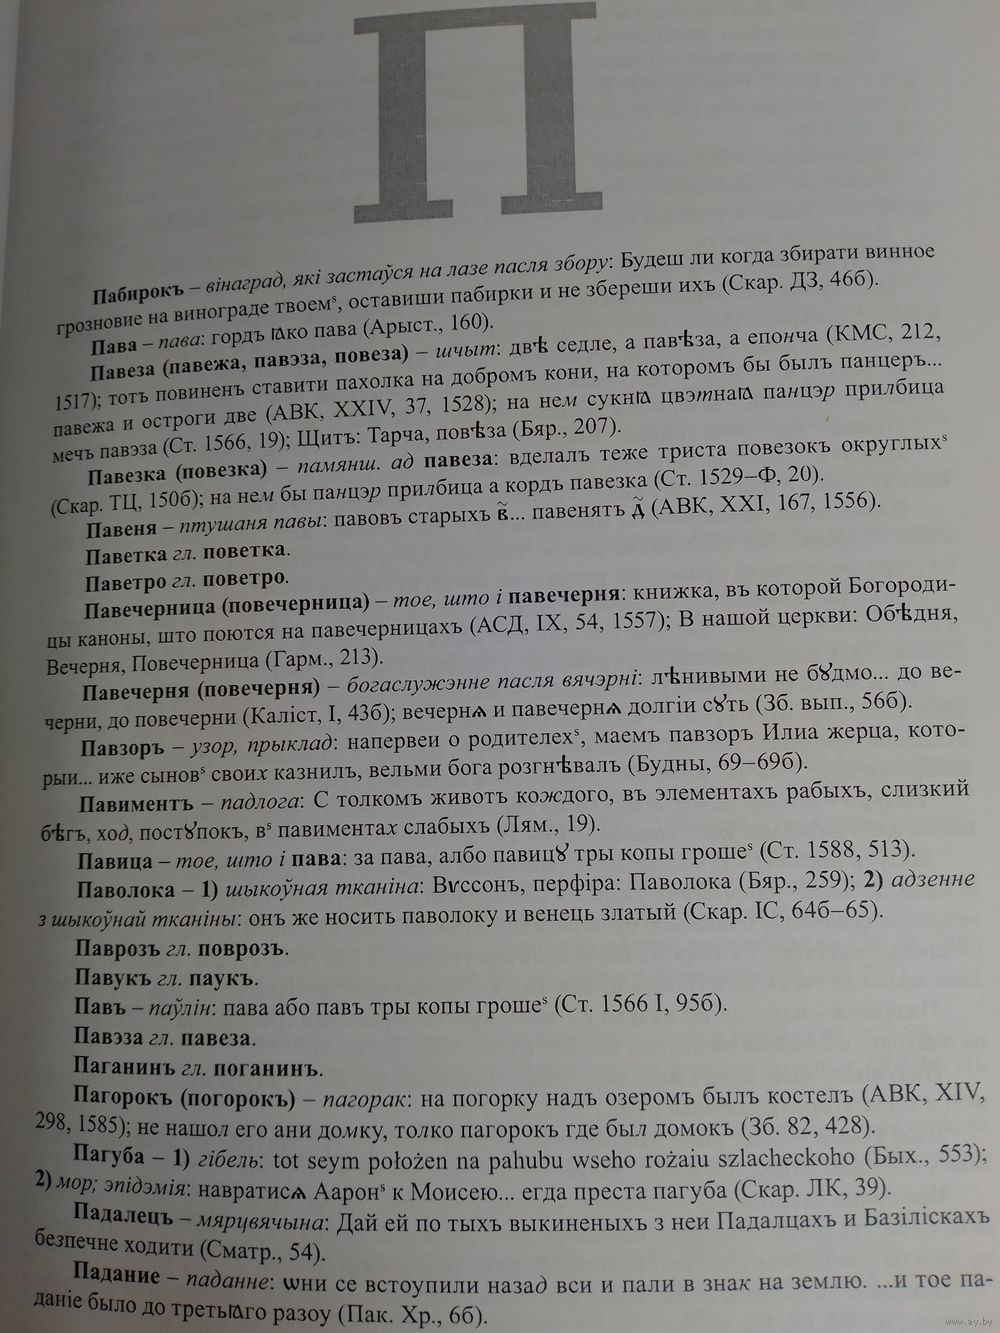 П
Пабирокъ – вінаград, які застаўся на лазе пасля збору: Будеш ли когда збирати винное
грозновие на винограде твоемˢ, оставиши пабирки и не збереши ихъ (Скар. ДЗ, 46б).
Пава – пава: гордъ ꙗко пава (Арыст., 160).
Павеза (павежа, павэза, повеза) – шчыт: двѣ седле, а павѣза, а епонча (КМС, 212,
1517); тотъ повиненъ ставити пахолка на добромъ кони, на которомъ бы былъ панцеръ...
павежа и остроги две (АВК, XXIV, 37, 1528); на нем сукнꙗ цвэтнаꙗ панцэр прилбица
мечъ павэза (Ст. 1566, 19); Щитъ: Тарча, повѣза (Бяр., 207).
Павезка (повезка) – памянш. ад павеза: вделалъ теже триста повезокъ округлыхˢ
(Скар. ТЦ, 150б); на нем бы панцэр прилбица а кордъ павезка (Ст. 1529–Ф, 20).
Павеня – птушаня павы: павовъ старыхъ в҃... павенятъ д҃ (АВК, XXI, 167, 1556).
Паветка гл. поветка.
Паветро гл. поветро.
Павечерница (повечерница) – тое, што і павечерня: книжка, въ которой Богороди-
цы каноны, што поются на павечерницахъ (АСД, IX, 54, 1557); В нашой церкви: Обѣдня,
Вечерня, Повечерница (Гарм., 213).
Павечерня (повечерня) – богаслужэнне пасля вячэрні: лѣнивыми не бꙋдмо... до ве-
черни, до повечерни (Каліст, I, 43б); вечернѧ и павечернѧ долгіи сꙋть (Зб. вып., 56б).
Павзоръ – узор, прыклад: напервеи о родителехˢ, маемъ павзоръ Илиа жерца, кото-
рыи... иже сыновˢ своих казнилъ, вельми бога розгнѣвалъ (Будны, 69–69б).
Павиментъ – падлога: С толкомъ животъ кождого, въ элементахъ рабыхъ, слизкий
бѣгъ, ход, постꙋпокъ, вˢ павиментах слабыхъ (Лям., 19).
Павица – тое, што і пава: за пава, албо павицꙋ тры копы грошеˢ (Ст. 1588, 513).
Паволока – 1) шыкоўная тканіна: Вѵссонъ, перфіра: Паволока (Бяр., 259); 2) адзенне
з шыкоўнай тканіны: онъ же носить паволоку и венець златый (Скар. ІС, 64б–65).
Паврозъ гл. поврозъ.
Павукъ гл. паукъ.
Павъ – паўлін: пава або павъ тры копы грошеˢ (Ст. 1566 I, 95б).
Павэза гл. павеза.
Паганинъ гл. поганинъ.
Пагорокъ (погорокъ) – пагорак: на погорку надъ озеромъ былъ костелъ (АВК, XIV,
298, 1585); не нашол его ани домку, толко пагорокъ где был домокъ (Зб. 82, 428).
Пагуба – 1) гібель: tot seym położen na pahubu wseho rożaiu szlacheckoho (Бых., 553);
2) мор; эпідэмія: навратисѧ Ааронˢ к Моисею... егда преста пагуба (Скар. ЛК, 39).
Падалецъ – мярцвячына: Дай ей по тыхъ выкиненыхъ з неи Падалцахъ и Базіліскахъ
безпечне ходити (Сматр., 54).
Падание – паданне: ѡни се встоупили назад вси и пали в знак на землю. ...и тое па-
даніе было до третьꙗго разоу (Пак. Хр., 6б).
www.ay.by